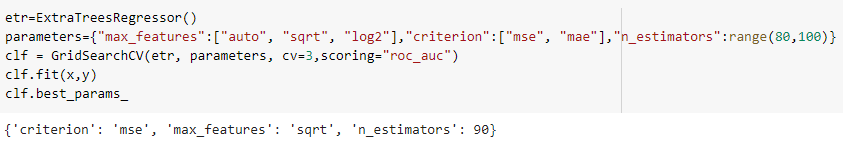 etr=ExtraTreesRegressor()
parameters={"max_features":["auto", "sqrt", "log2"],"criterion":["mse", "mae"],"n_estimators":range(80,100)}
clf = GridSearchCV(etr, parameters, cv=3,scoring="roc_auc")
clf.fit(x,y)
clf.best_params_
{'criterion': 'mse', 'max_features': 'sqrt', 'n_estimators': 90}